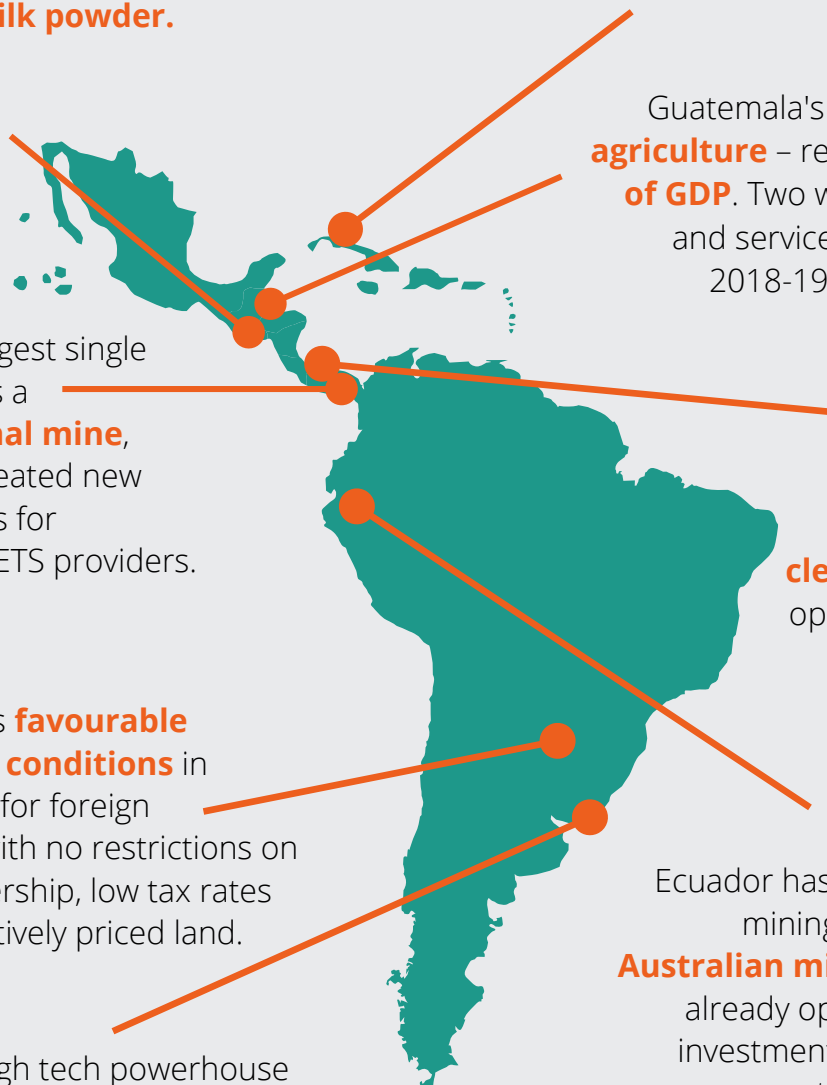 ilk powder.
Guatemala's
agriculture – re
of GDP. Two w
and service
2018-19
gest single
s a
nal mine,
eated new
s for
ETS providers.
cle
op
s favourable
conditions in
for foreign
ith no restrictions on
ership, low tax rates
tively priced land.
Ecuador has
mining
Australian mi
already op
investment
gh tech powerhouse